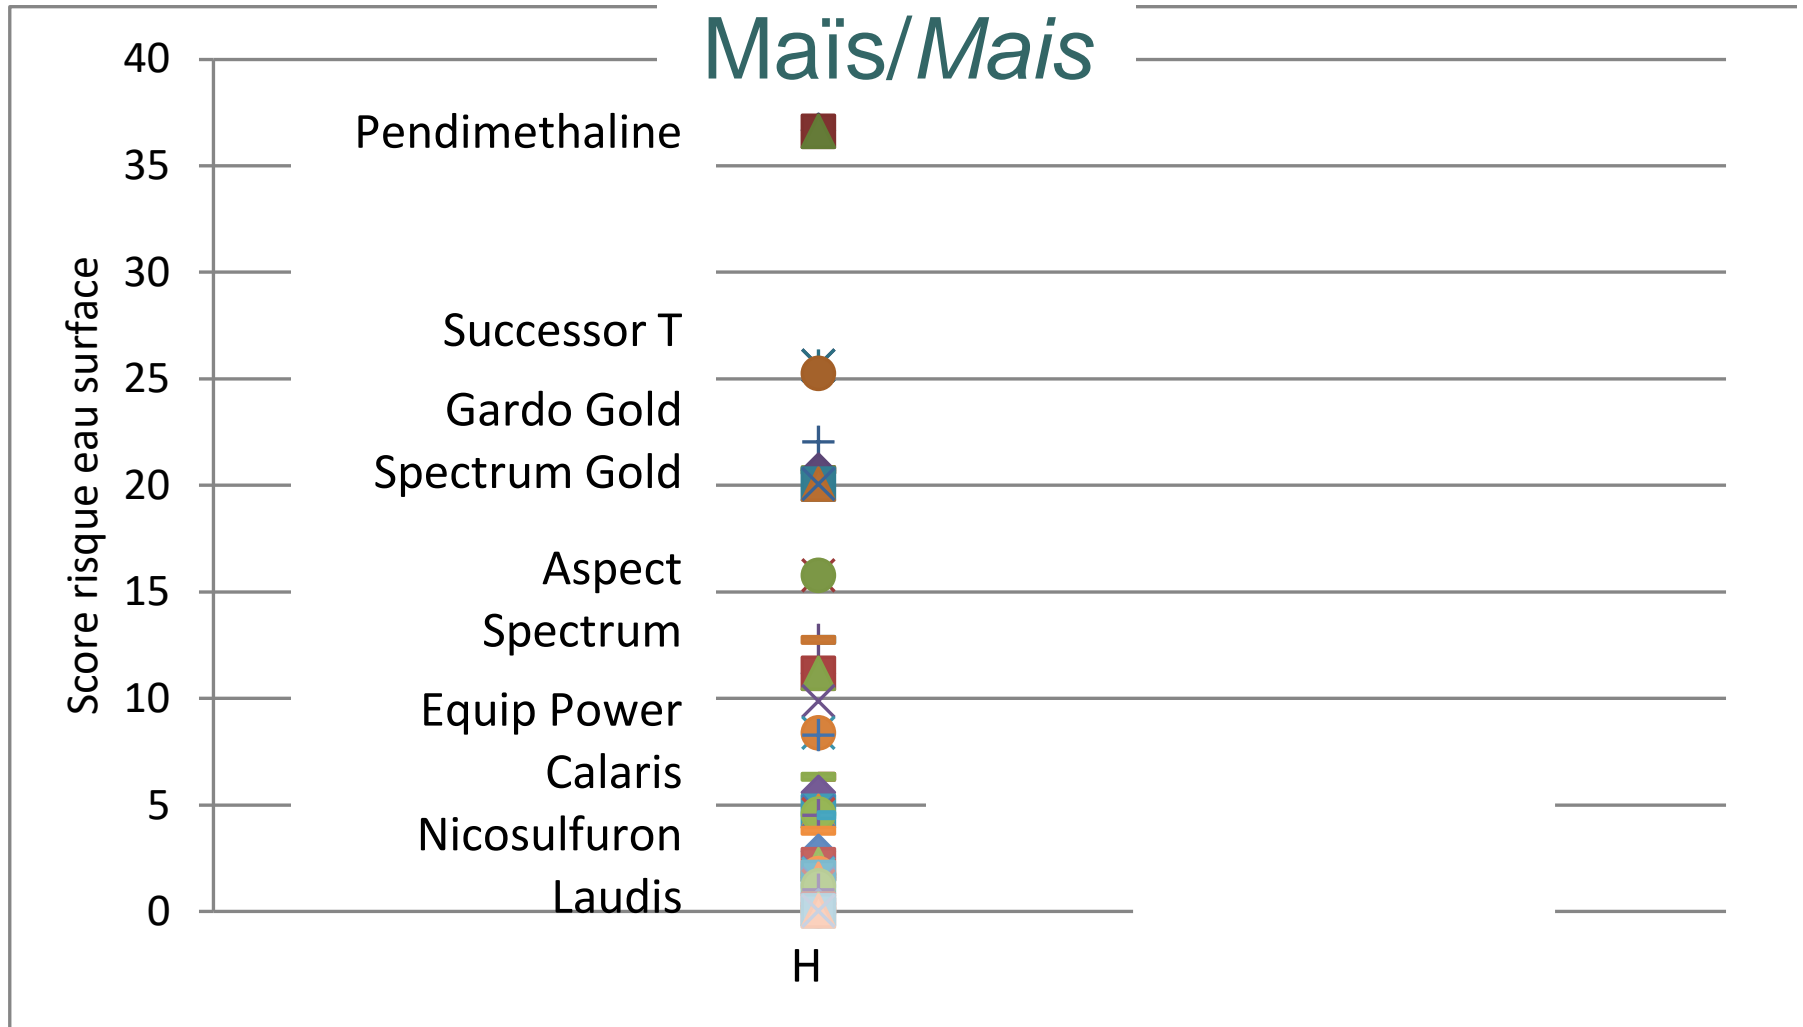 Maïs/Mais
40
Pendimethaline
35
30
Successor T
25
Gardo Gold
Spectrum Gold
20
Aspect
15
Spectrum
10
Equip Power
Calaris
5
Nicosulfuron
Laudis
0
Score risque eau surface
H